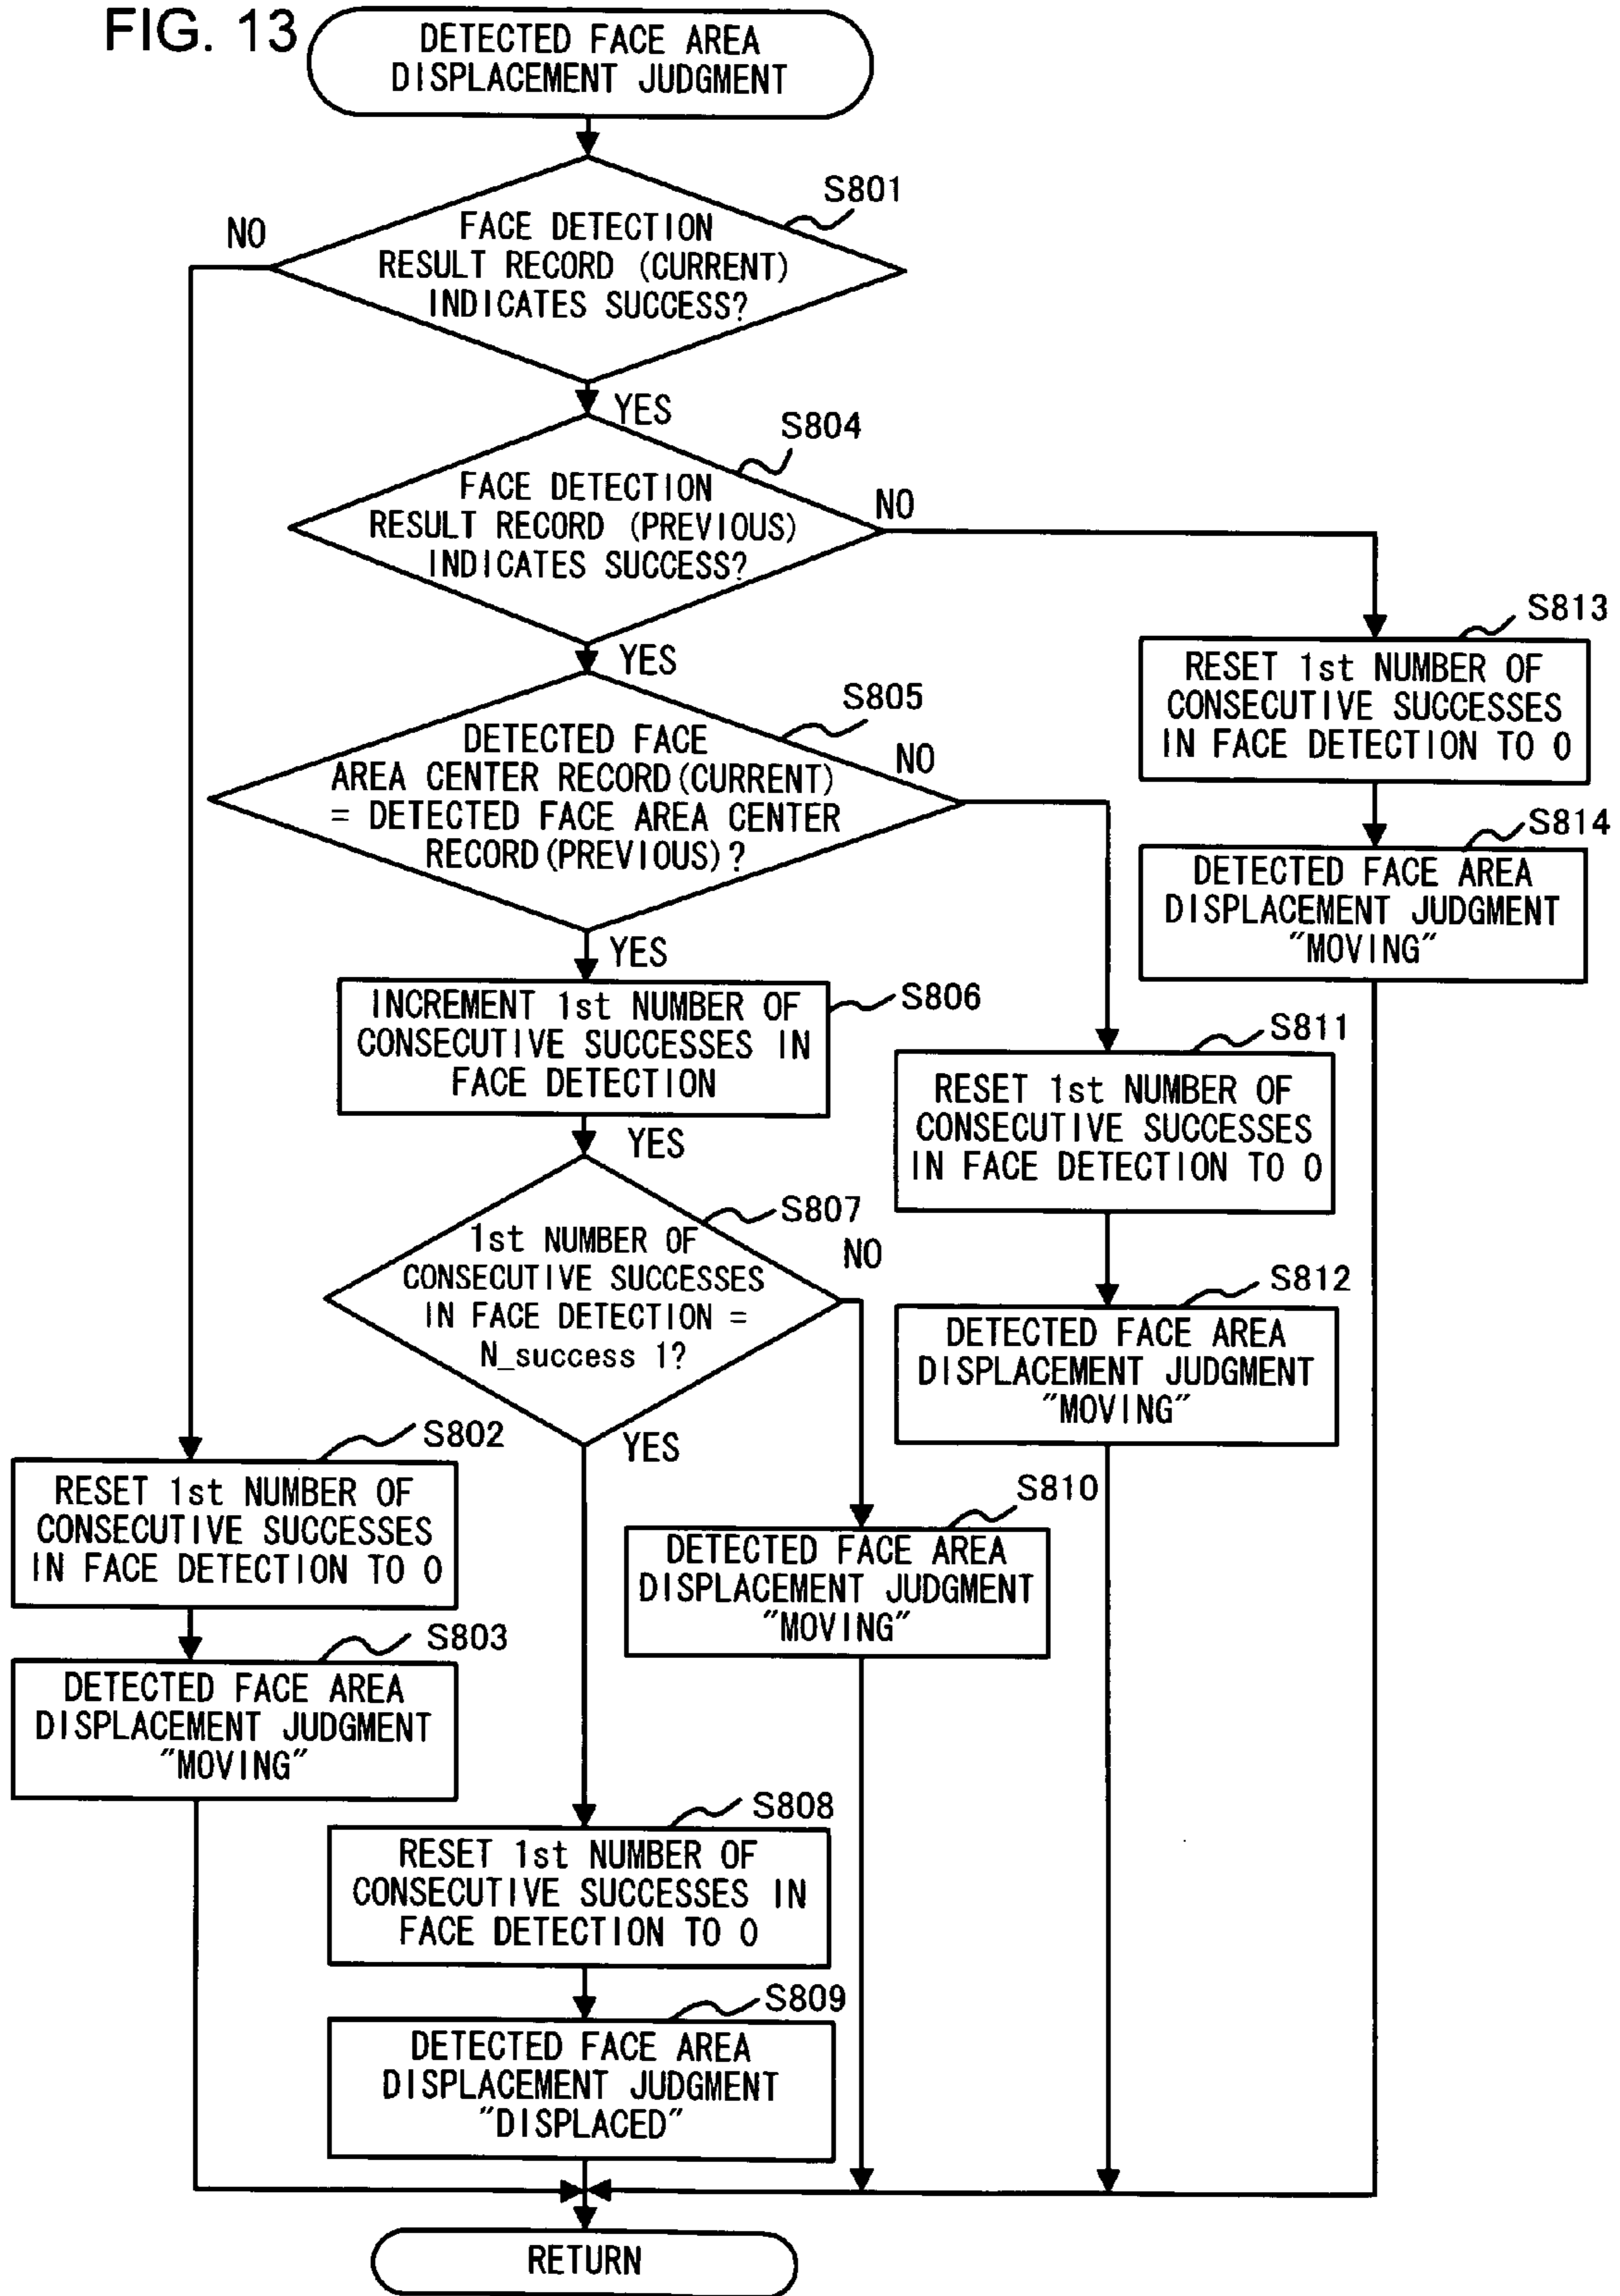 FIG. 13
DETECTED FACE AREA
DISPLACEMENT JUDGMENT
S801
NO
FACE DETECTION
RESULT RECORD (CURRENT)
INDICATES SUCCESS?
YES
S804
FACE DETECTION
RESULT RECORD (PREVIOUS)
INDICATES SUCCESS?
NO
YES
S805
DETECTED FACE
AREA CENTER RECORD(CURRENT)
= DETECTED FACE AREA CENTER
RECORD(PREVIOUS)?
NO
S813
RESET 1st NUMBER OF
CONSECUTIVE SUCCESSES
IN FACE DETECTION TO 0
S814
DETECTED FACE AREA
DISPLACEMENT JUDGMENT
"MOVING"
YES
INCREMENT 1st NUMBER OF
CONSECUTIVE SUCCESSES IN
FACE DETECTION
S806
S811
RESET 1st NUMBER OF
CONSECUTIVE SUCCESSES
IN FACE DETECTION TO 0
YES
S807
1st NUMBER OF
CONSECUTIVE SUCCESSES
IN FACE DETECTION =
N_success 1?
NO
S812
DETECTED FACE AREA
DISPLACEMENT JUDGMENT
"MOVING"
YES
S802
RESET 1st NUMBER OF
CONSECUTIVE SUCCESSES
IN FACE DETECTION TO 0
S810
DETECTED FACE AREA
DISPLACEMENT JUDGMENT
"MOVING"
S803
DETECTED FACE AREA
DISPLACEMENT JUDGMENT
"MOVING"
S808
RESET 1st NUMBER OF
CONSECUTIVE SUCCESSES IN
FACE DETECTION TO 0
S809
DETECTED FACE AREA
DISPLACEMENT JUDGMENT
"DISPLACED"
RETURN